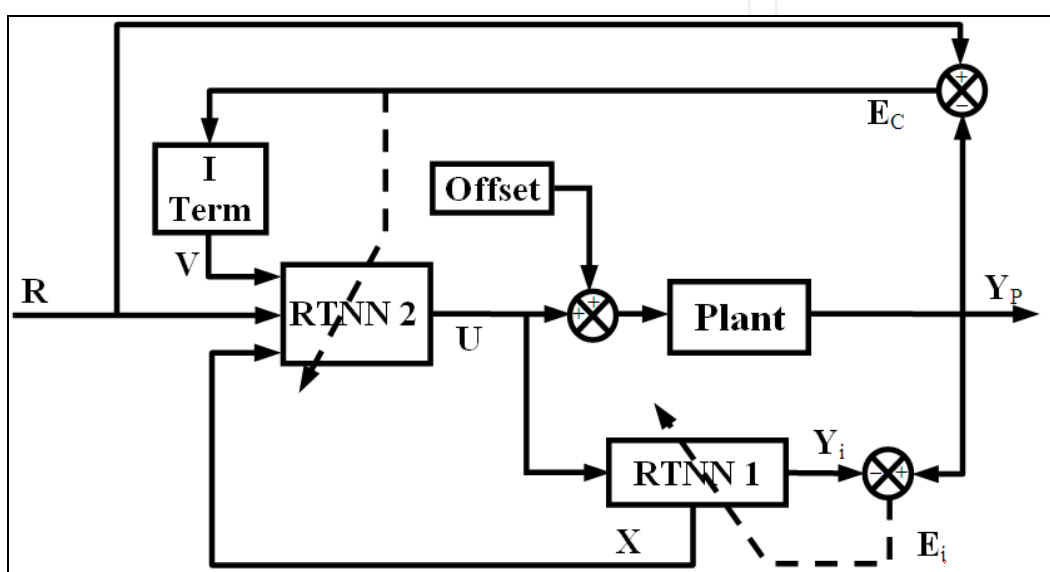 +
−
E_C
I
Term
Offset
V
R
RTNN 2
U
+
+
Plant
Y_P
RTNN 1
Y_i
−
+
X
E_i